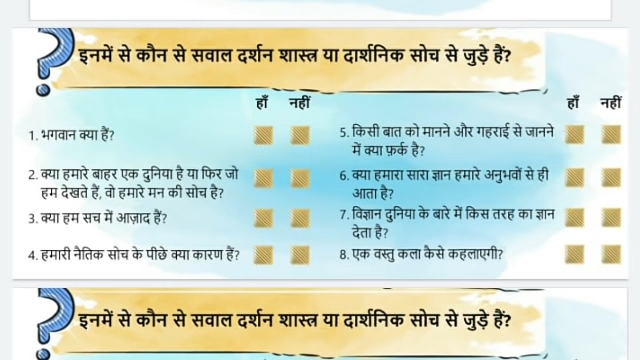 इनमें से कौन से सवाल दर्शन शास्त्र या दार्शनिक सोच से जुड़े हैं?
हाँ नहीं
1. भगवान क्या हैं?
2. क्या हमारे बाहर एक दुनिया है या फिर जो
हम देखते हैं, वो हमारे मन की सोच है?
3. क्या हम सच में आज़ाद हैं?
4. हमारी नैतिक सोच के पीछे क्या कारण हैं?
हाँ नहीं
5. किसी बात को मानने और गहराई से जानने
में क्या फ़र्क है?
6. क्या हमारा सारा ज्ञान हमारे अनुभवों से ही
आता है?
7. विज्ञान दुनिया के बारे में किस तरह का ज्ञान
देता है?
8. एक वस्तु कला कैसे कहलाएगी?
इनमें से कौन से सवाल दर्शन शास्त्र या दार्शनिक सोच से जुड़े हैं?